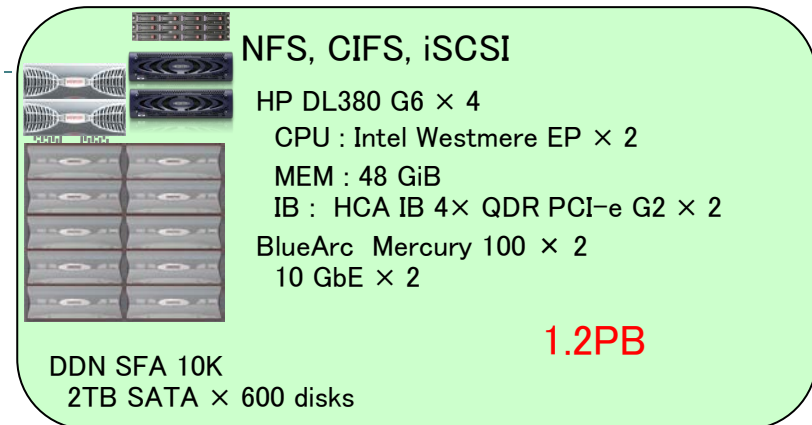 NFS, CIFS, iSCSI
HP DL380 G6 × 4
CPU : Intel Westmere EP × 2
MEM : 48 GiB
IB : HCA IB 4× QDR PCI-e G2 × 2
BlueArc Mercury 100 × 2
10 GbE × 2
1.2PB
DDN SFA 10K
2TB SATA × 600 disks